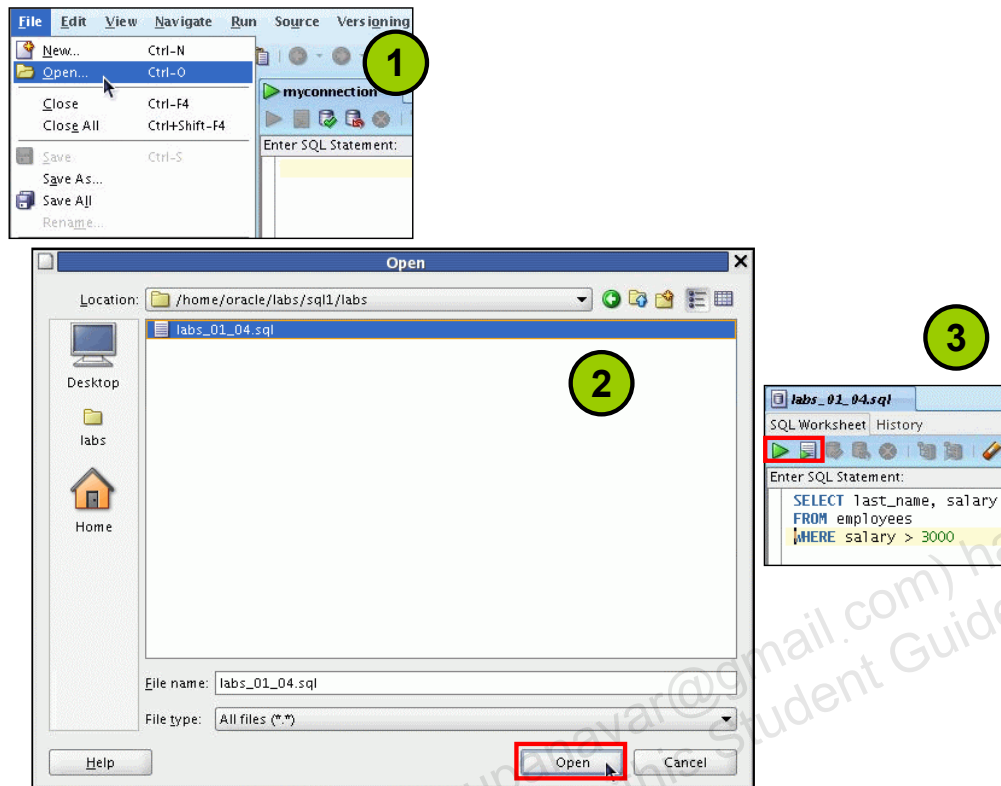 File Edit View Navigate Run Source Versioning
New... Ctrl-N
Open... Ctrl-O
Close Ctrl-F4
Close All Ctrl+Shift-F4
Save Ctrl-S
Save As...
Save All
Rename...
1
myconnection
Enter SQL Statement:
Open
Location: /home/oracle/labs/sql1/labs
labs_01_04.sql
Desktop
labs
Home
2
File name: labs_01_04.sql
File type: All files (*.*)
Help Open Cancel
3
labs_01_04.sql
SQL Worksheet History
Enter SQL Statement:
SELECT last_name, salary
FROM employees
WHERE salary > 3000
upanayar@gmail.com) ha
this Student Guide